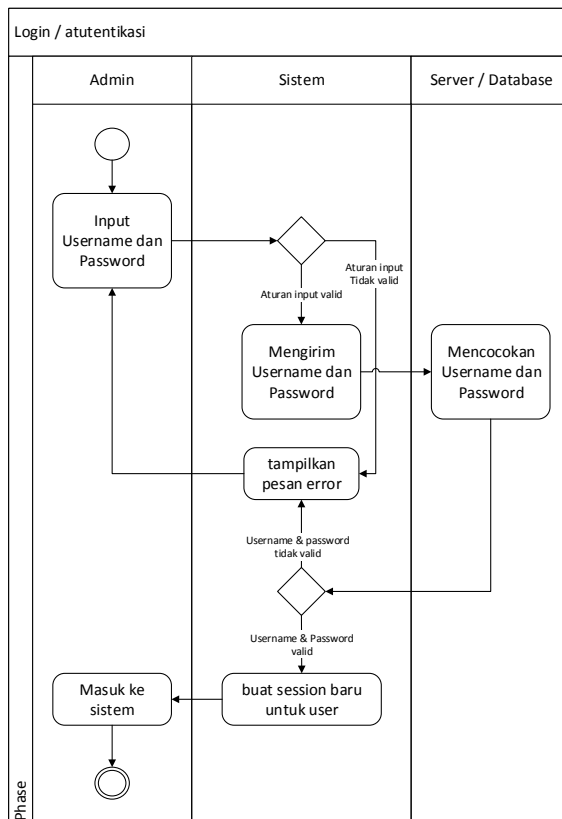 Login / atutentikasi
Admin
Sistem
Server / Database
Input
Username dan
Password
Aturan input
Tidak valid
Aturan input valid
Mengirim
Username dan
Password
Mencocokan
Username dan
Password
tampilkan
pesan error
Username & password
tidak valid
Username & Password
valid
Masuk ke
sistem
buat session baru
untuk user
Phase